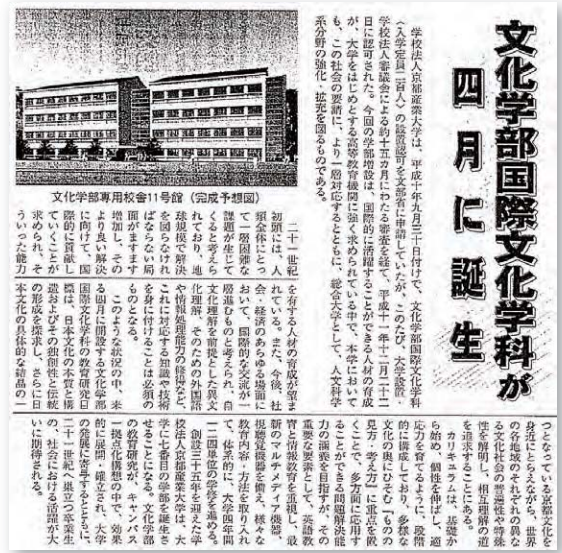 文化学部国際文化学科が
四月に誕生
学校法人京都産業大学は、平成十年九月三十日付けで、文化学部国際文化学科
（入学定員二百人）の設置認可を文部省に申請していたが、このたび、大学設置・
学校法人審議会による約十五カ月にわたる審査を経て、平成十一年十二月二十二
日に認可された。今回の学部増設は、国際的に活躍することができる人材の育成
が、大学をはじめとする高等教育機関に強く求められている中で、本学において
も、この社会の要請に、より一層対応するとともに、総合大学として、人文科学
系分野の強化、拡充を図るものである。
文化学部専用校舎11号館（完成予想図）
二十一世紀
初頭には、人
類全体にとっ
て一層困難な
課題が生じて
くると考えら
れており、地
球規模で解決
を図らなけれ
ばならない局
面がますます
増加し、その
より良い解決
に向けて、国
際的に貢献し
ていくことが
求められ、そ
ういった能力
を有する人材の育成が望ま
れている。また、今後、社
会・経済のあらゆる場面に
おいて、国際的な交流が一
層進むものと考えられ、自
文化理解を前提とした異文
化理解、そのための外国語
や情報処理能力の修得など、
これに対応する知識や技術
を身に付けることは必須の
ものとなる。
このような状況の中、来
る四月に開設する文化学部
国際文化学科の教育研究目
標は、日本文化の本質と構
造およびその独創性と伝統
の形成を探求し、さらに日
本文化の具体的な結晶の一
つとなっている京都文化を
身近にとらえながら、世界
の各地域のそれぞれの異な
る文化社会の普遍性や特殊
性を解明し、相互理解の道
を追求することにある。
カリキュラムは、基礎か
ら始め、個性を伸ばし、適
応力を育てるように、段階
的に編成しており、多様な
文化の奥にひそむ「ものの
見方・考え方」に重点を置
くことで、多方面に応用す
ることができる問題解決能
力の涵養を目指すが、その
重要な要素として、英語教
育と情報教育を重視し、最
新のマルチメディア機器、
視聴覚機器を備え、様々な
教育内容・方法を取り入れ
て、体系的に、大学四年間
一二四単位の学修を進める。
創設三十五年を迎えた学
校法人京都産業大学は、大
学に七番目の学部を誕生さ
せることになる。文化学部
の教育研究が、キャンパス
一拠点化構想の中で、効果
的に展開・確立され、大学
の発展に寄与するとともに、
二十一世紀へ巣立つ卒業生
の、社会における活躍が大
いに期待される。